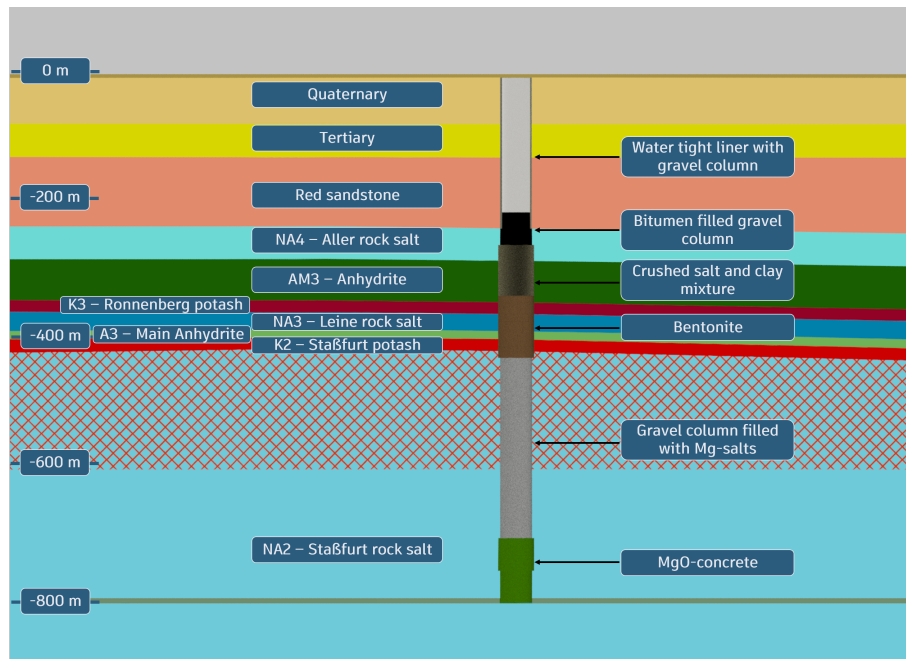 0 m
Quaternary
Tertiary
Water tight liner with
gravel column
-200 m
Red sandstone
Bitumen filled gravel
column
NA4 – Aller rock salt
AM3 – Anhydrite
Crushed salt and clay
mixture
K3 – Ronnenberg potash
NA3 – Leine rock salt
Bentonite
-400 m
A3 – Main Anhydrite
K2 – Staßfurt potash
Gravel column filled
with Mg-salts
-600 m
NA2 – Staßfurt rock salt
MgO-concrete
-800 m